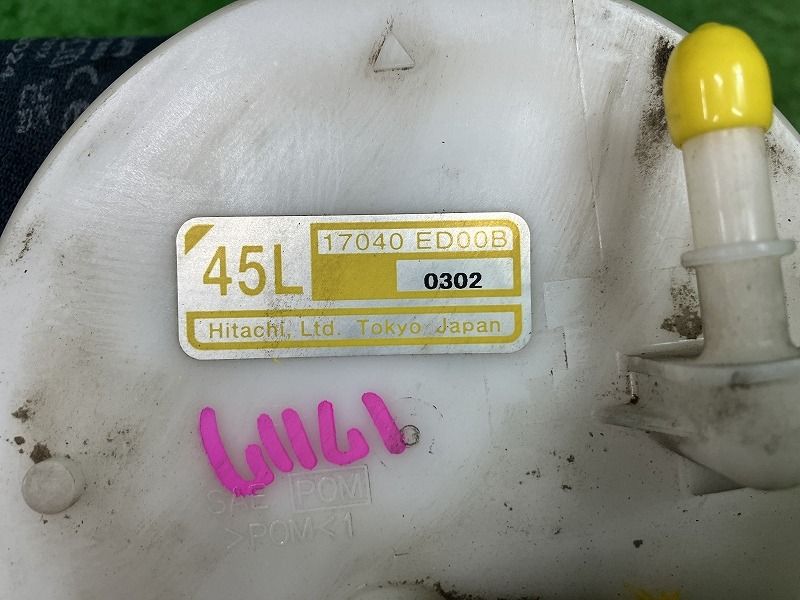 45L
17040 ED00B
0302
Hitachi, Ltd. Tokyo Japan
SAE POM
>POM<1